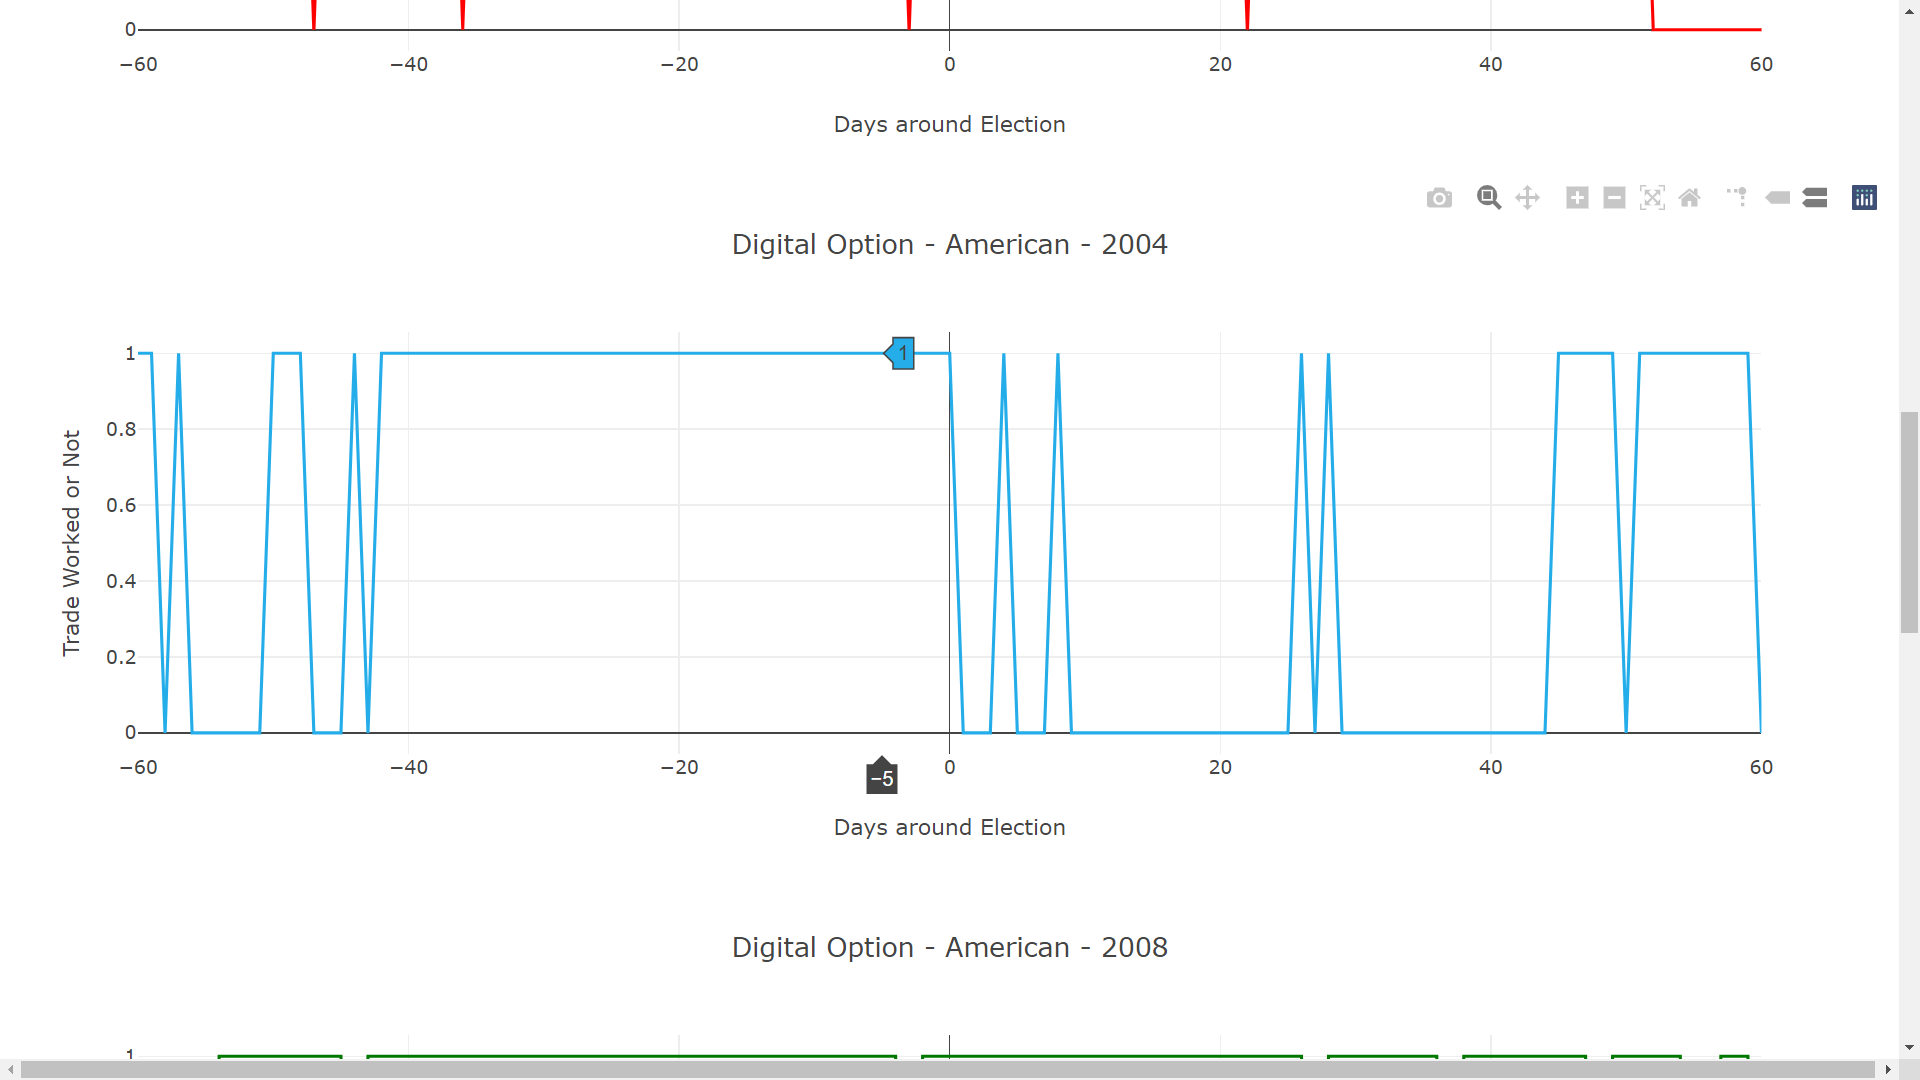 0
−60 −40 −20 0 20 40 60
Days around Election
Digital Option - American - 2004
1
1
0.8
0.6
0.4
0.2
0
Trade Worked or Not
−60 −40 −20 0 20 40 60
−5
Days around Election
Digital Option - American - 2008
1